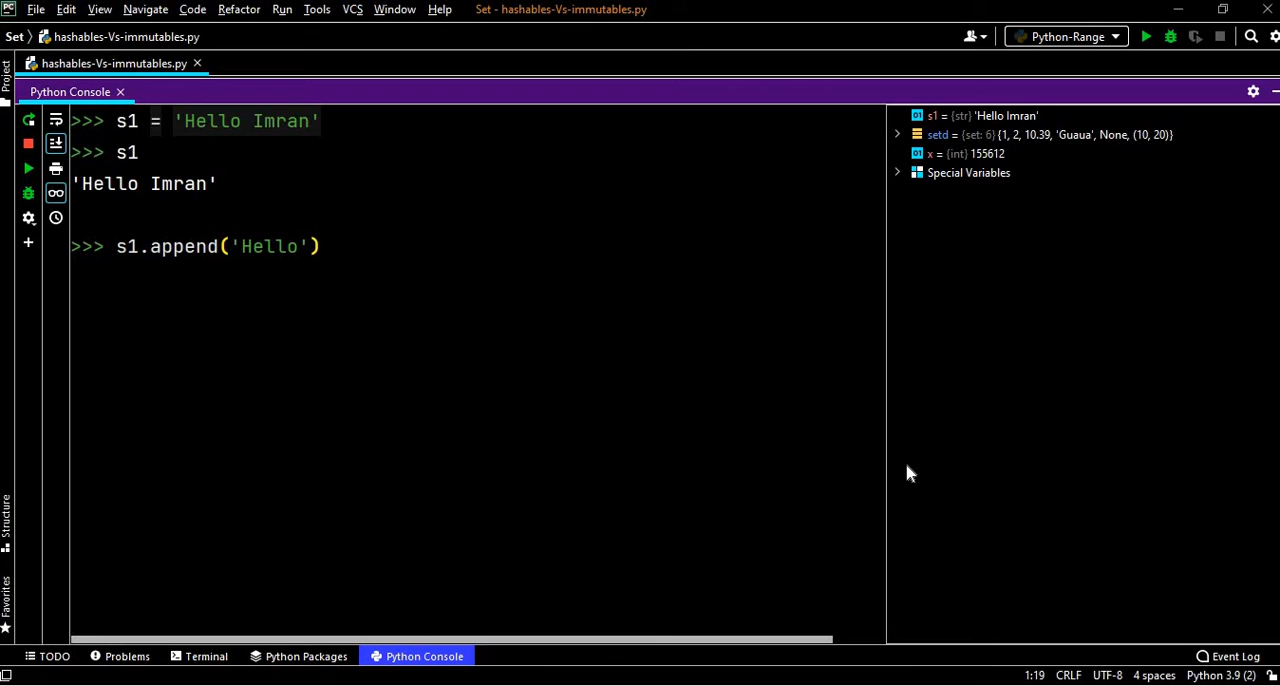 PC File Edit View Navigate Code Refactor Run Tools VCS Window Help Set - hashables-Vs-immutables.py
Set hashables-Vs-immutables.py Python-Range
Project hashables-Vs-immutables.py
Python Console
>>> s1 = 'Hello Imran'
>>> s1
'Hello Imran'
>>> s1.append('Hello')
01 s1 = {str} 'Hello Imran'
setd = {set: 6} {1, 2, 10.39, 'Guaua', None, (10, 20)}
01 x = {int} 155612
Special Variables
Structure
Favorites
TODO Problems Terminal Python Packages Python Console Event Log
1:19 CRLF UTF-8 4 spaces Python 3.9 (2)